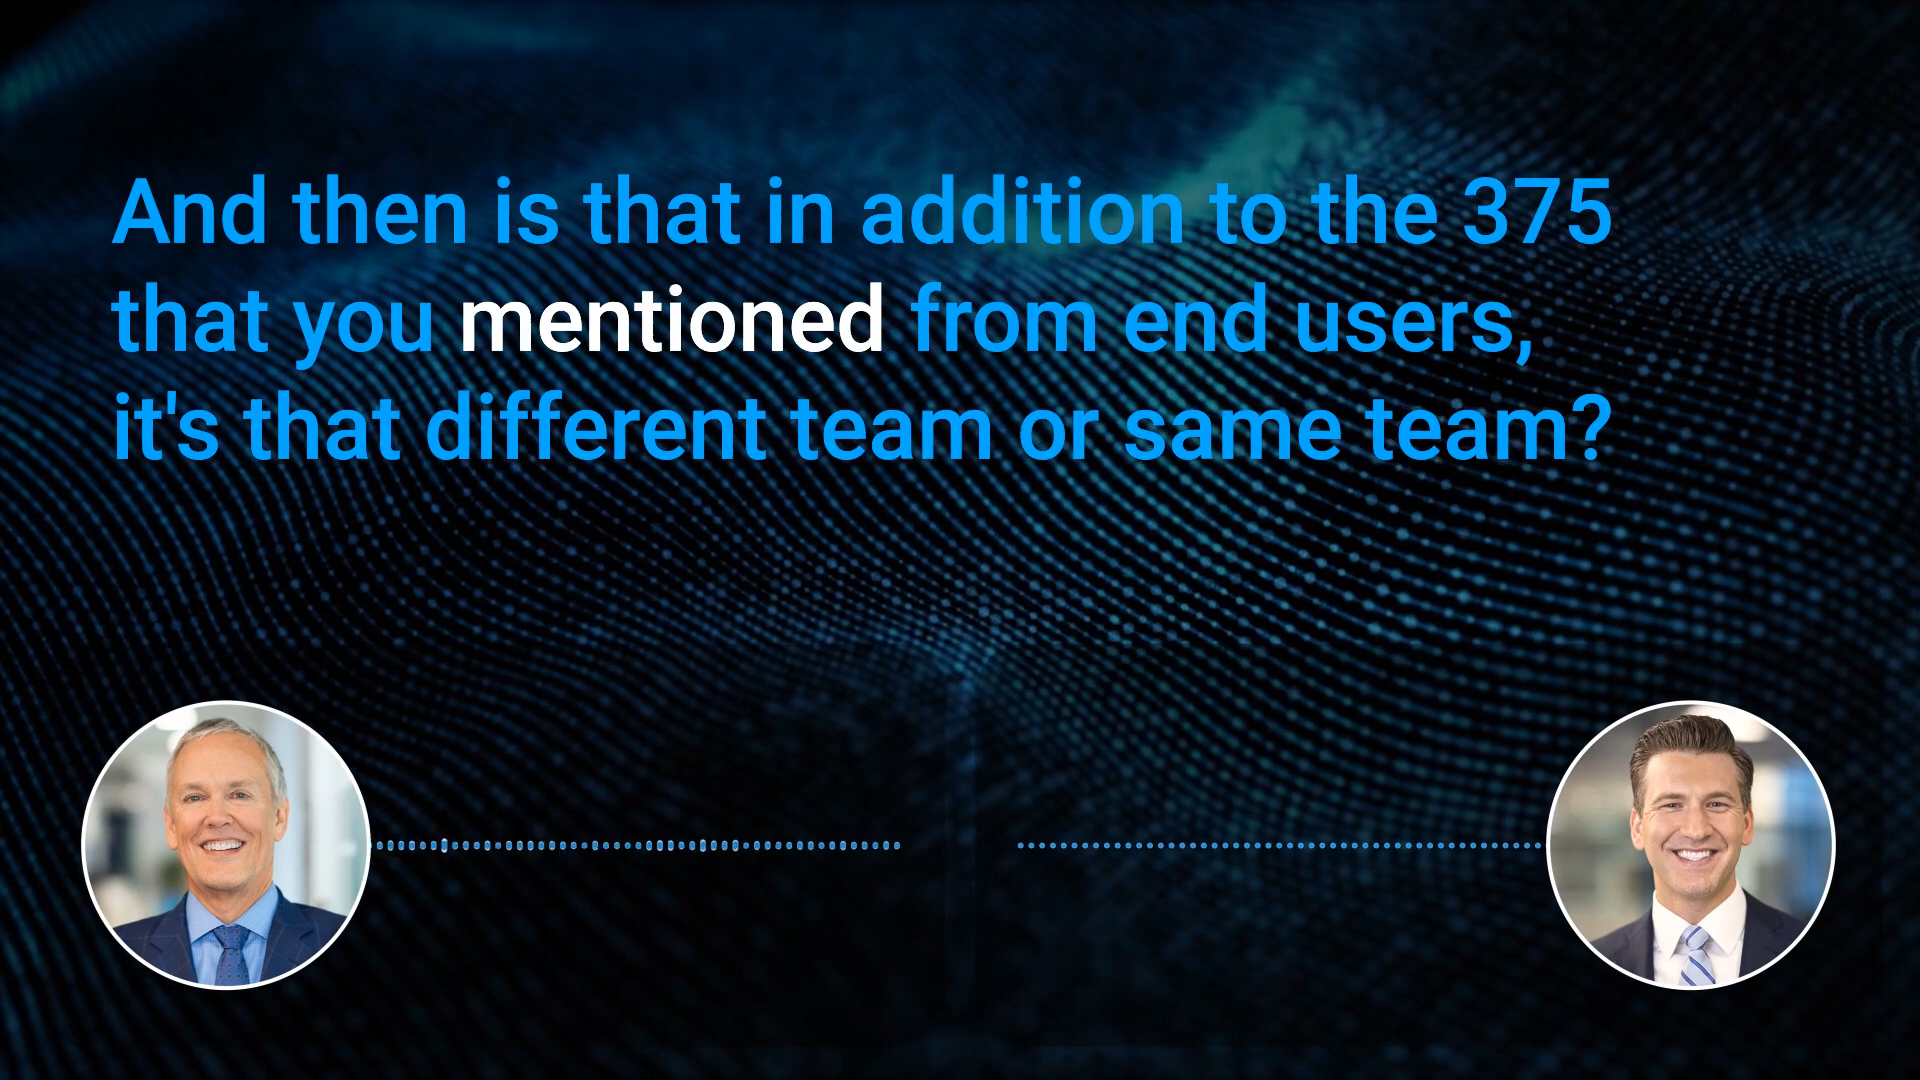 And then is that in addition to the 375
that you mentioned from end users,
it's that different team or same team?